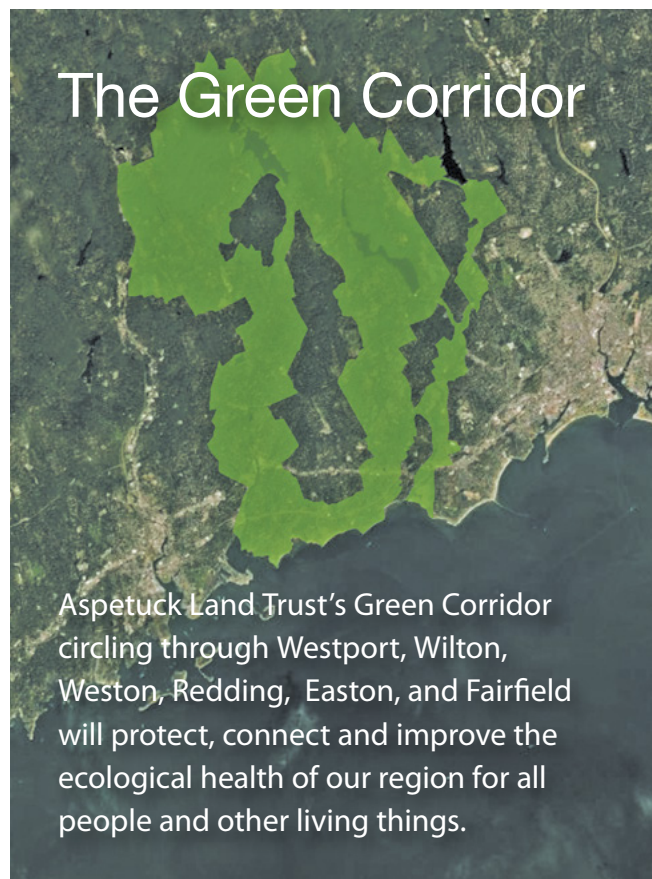 The Green Corridor
Aspetuck Land Trust’s Green Corridor
circling through Westport, Wilton,
Weston, Redding,  Easton, and Fairfield
will protect, connect and improve the
ecological health of our region for all
people and other living things.